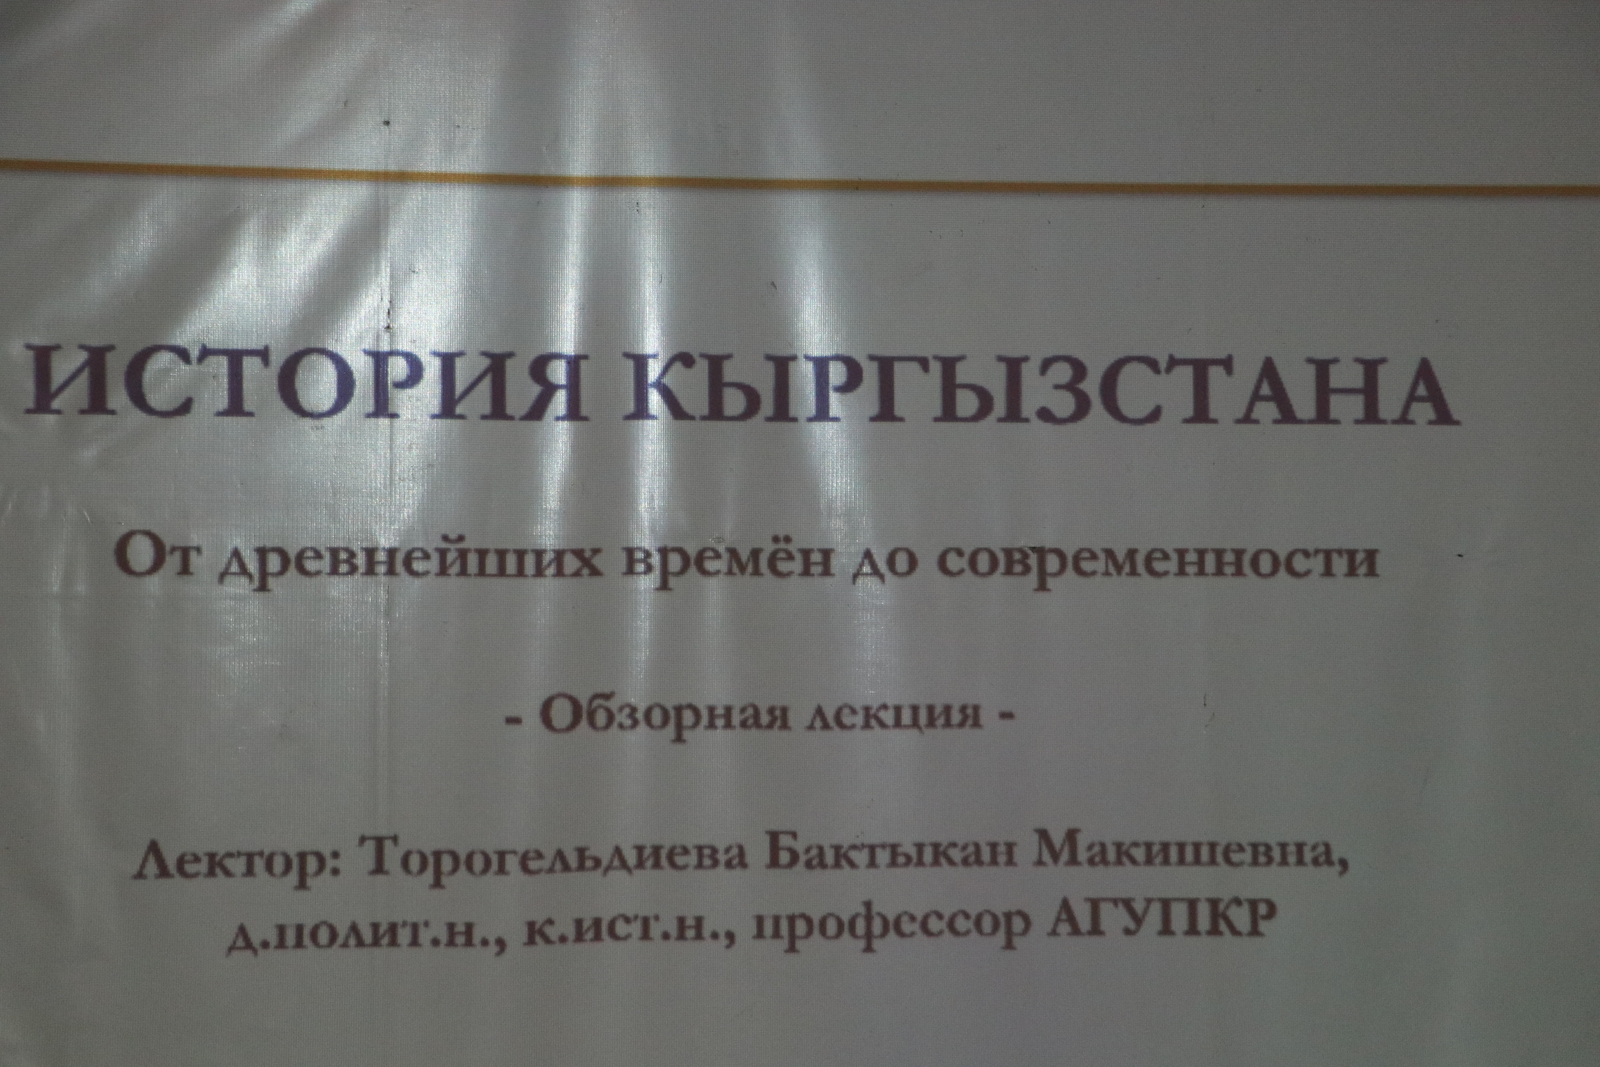 ИСТОРИЯ КЫРГЫЗСТАНА
От древнейших времён до современности
- Обзорная лекция -
Лектор: Торогельдиева Бактыкан Макишевна,
д.полит.н., к.ист.н., профессор АГУПКР